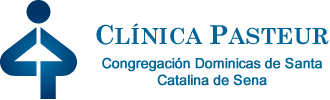 CLÍNICA PASTEUR
Congregación Dominicas de Santa
Catalina de Sena